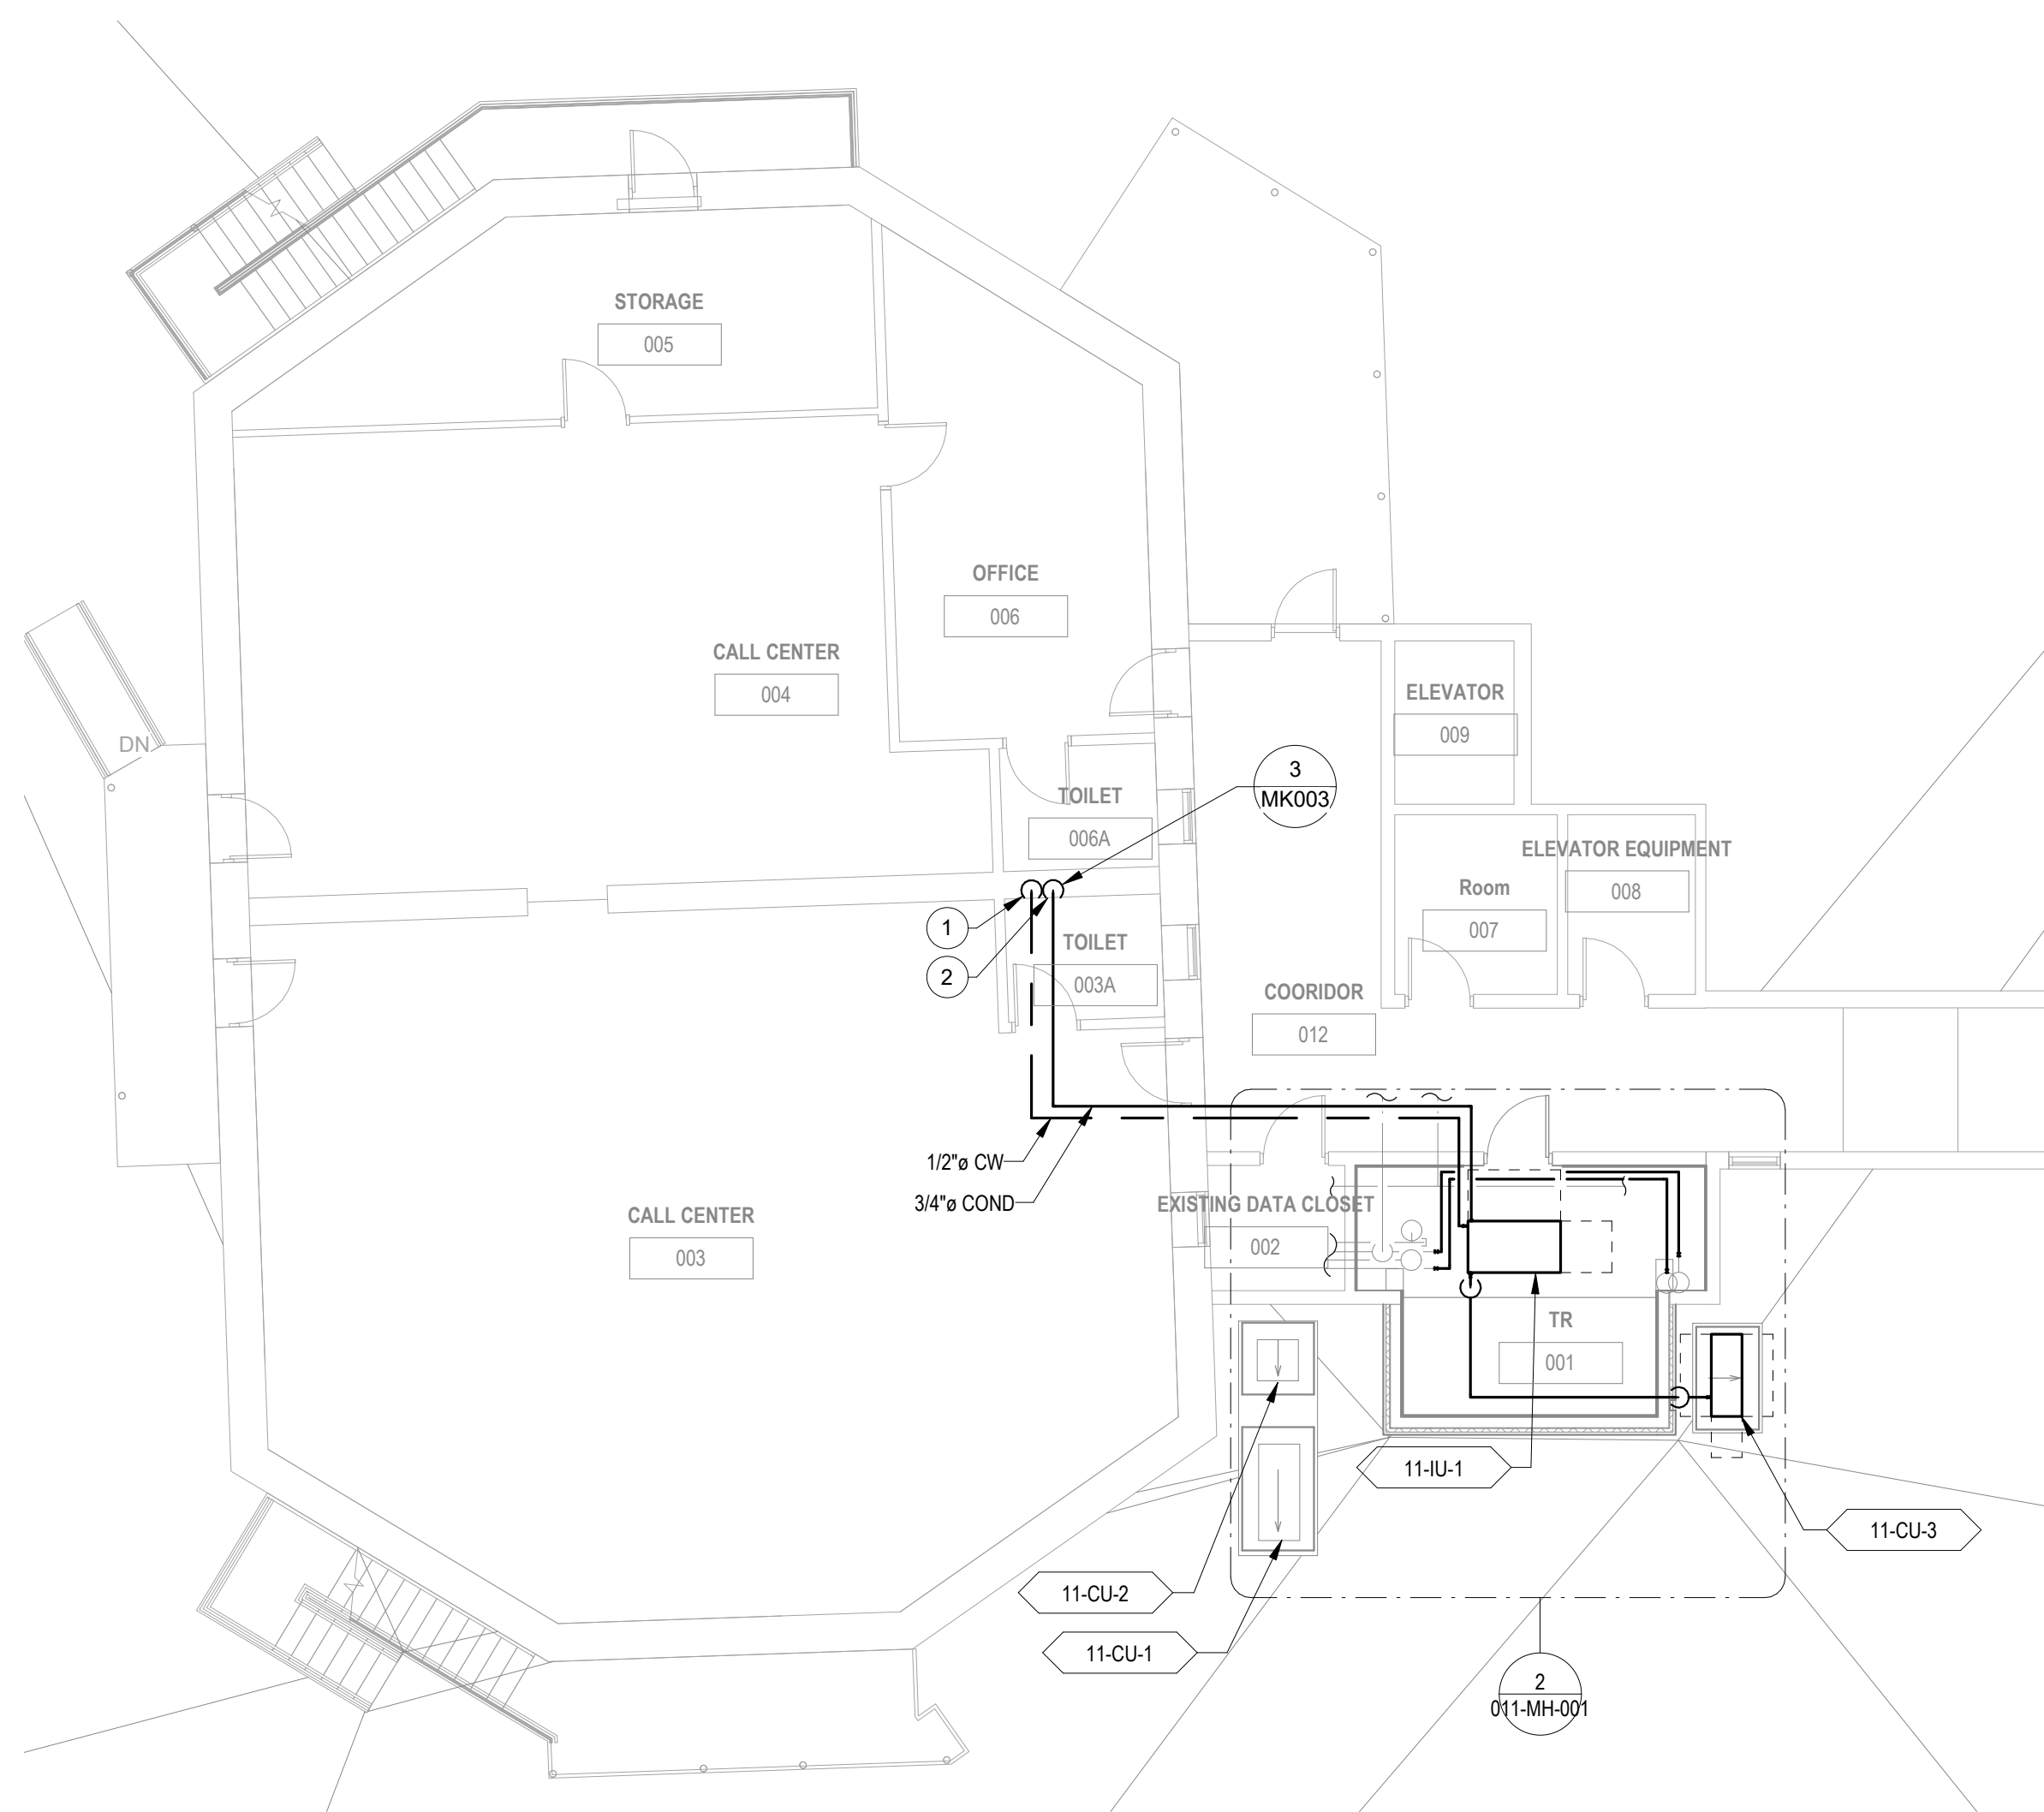 STORAGE
005
OFFICE
006
CALL CENTER
004
ELEVATOR
009
DN
3
MK003
TOILET
006A
ELEVATOR EQUIPMENT
008
Room
007
1
2
TOILET
003A
COORIDOR
012
1/2"ø CW
3/4"ø COND
EXISTING DATA CLOSET
002
CALL CENTER
003
TR
001
11-IU-1
11-CU-3
11-CU-2
11-CU-1
2
011-MH-001